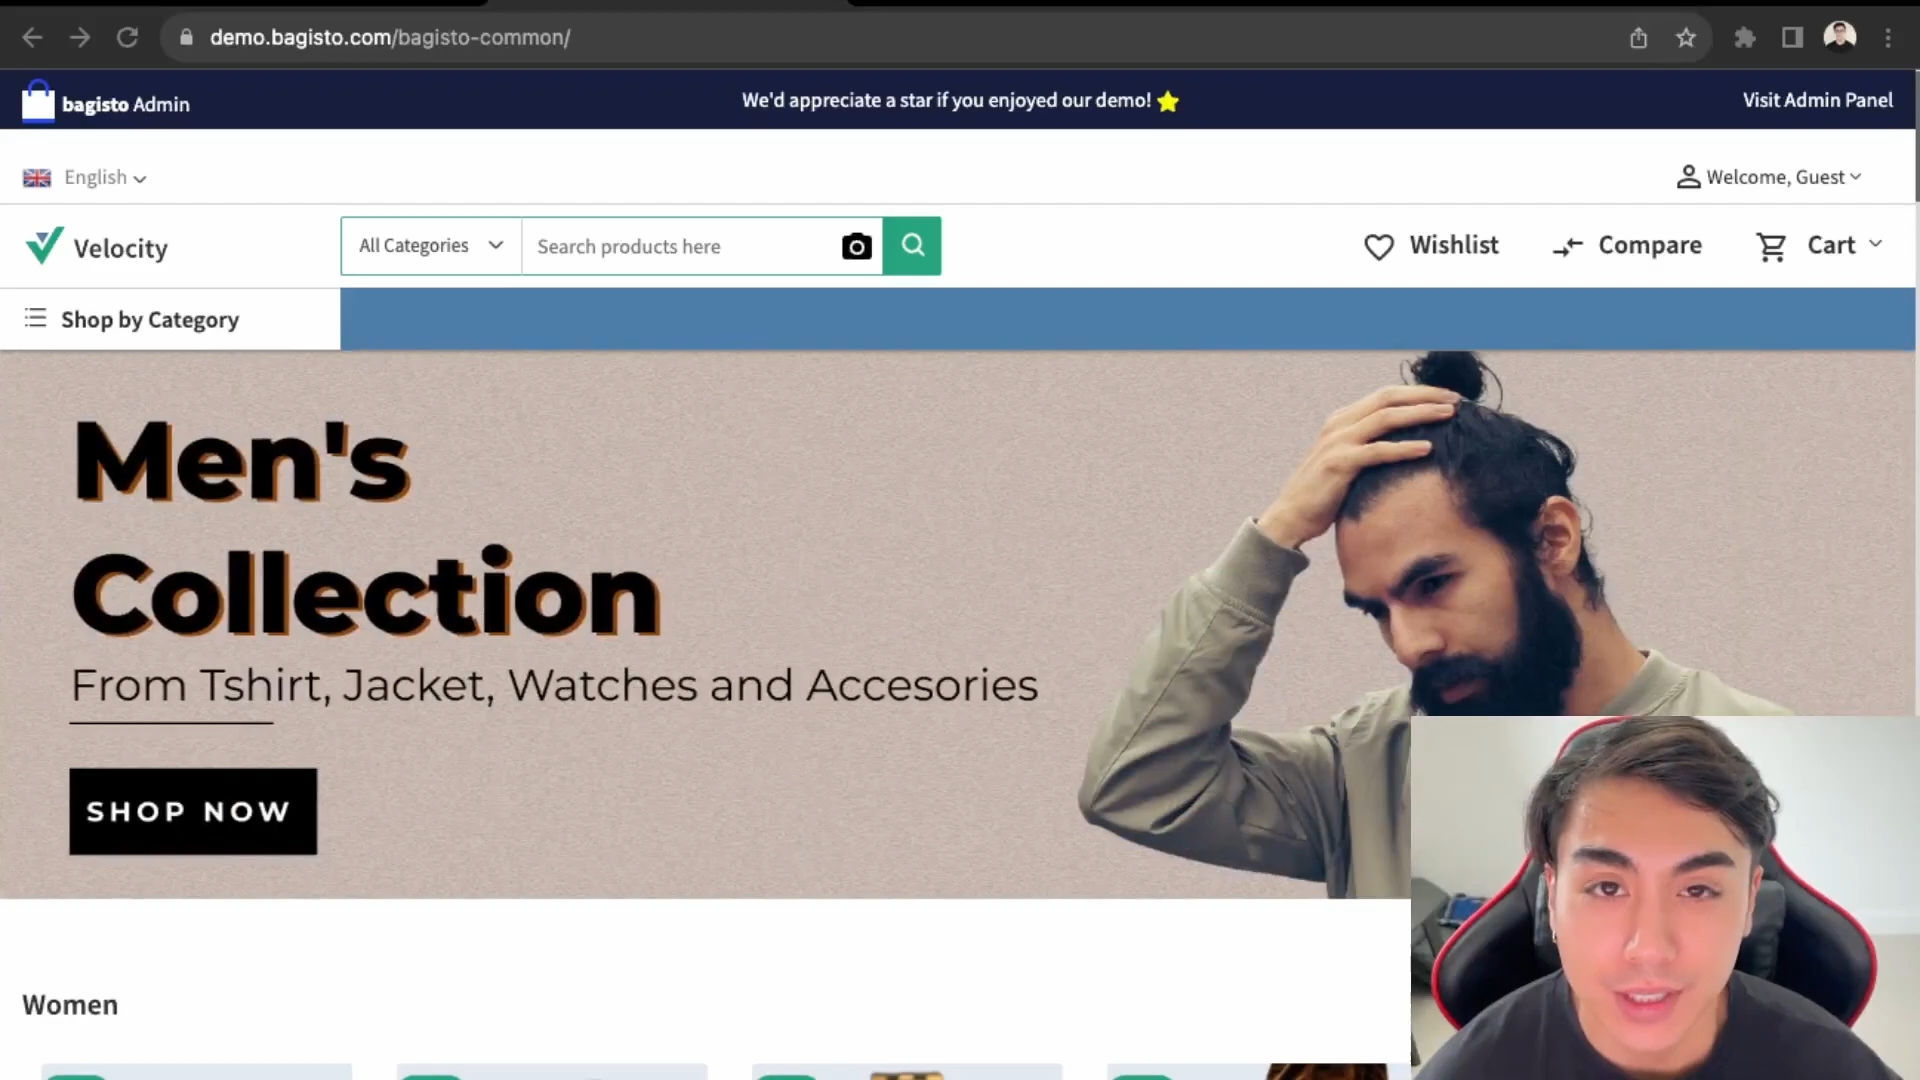 demo.bagisto.com/bagisto-common/
bagisto Admin
We'd appreciate a star if you enjoyed our demo!
Visit Admin Panel
English
Welcome, Guest
Velocity
All Categories
Search products here
Wishlist
Compare
Cart
Shop by Category
Men's
Collection
From Tshirt, Jacket, Watches and Accesories
SHOP NOW
Women